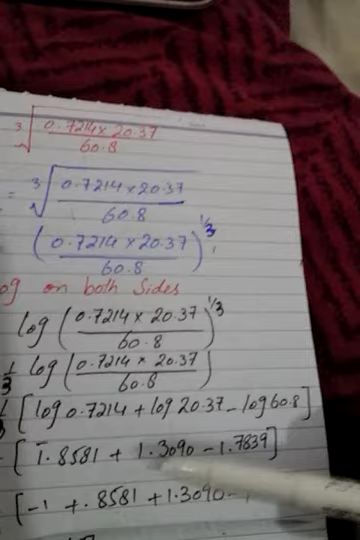 3√(0.7214 × 20.37 / 60.8)
= 3√(0.7214 × 20.37 / 60.8)
(0.7214 × 20.37 / 60.8)^1/3
on both Sides
log (0.7214 × 20.37 / 60.8)^1/3
1/3 log (0.7214 × 20.37 / 60.8)
[log 0.7214 + log 20.37 - log 60.8]
[1̄.8581 + 1.3090 - 1.7839]
[-1 + .8581 + 1.3090 -